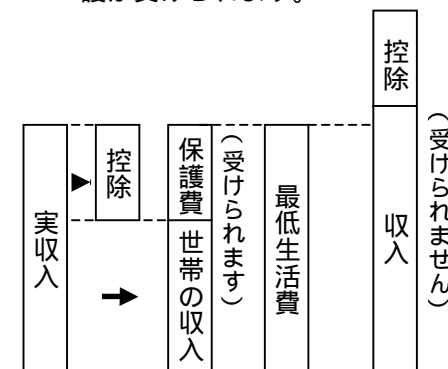 護が受けられます。
実収入
控除
保護費
世帯の収入
（受けられます）
最低生活費
控除
収入
（受けられません）